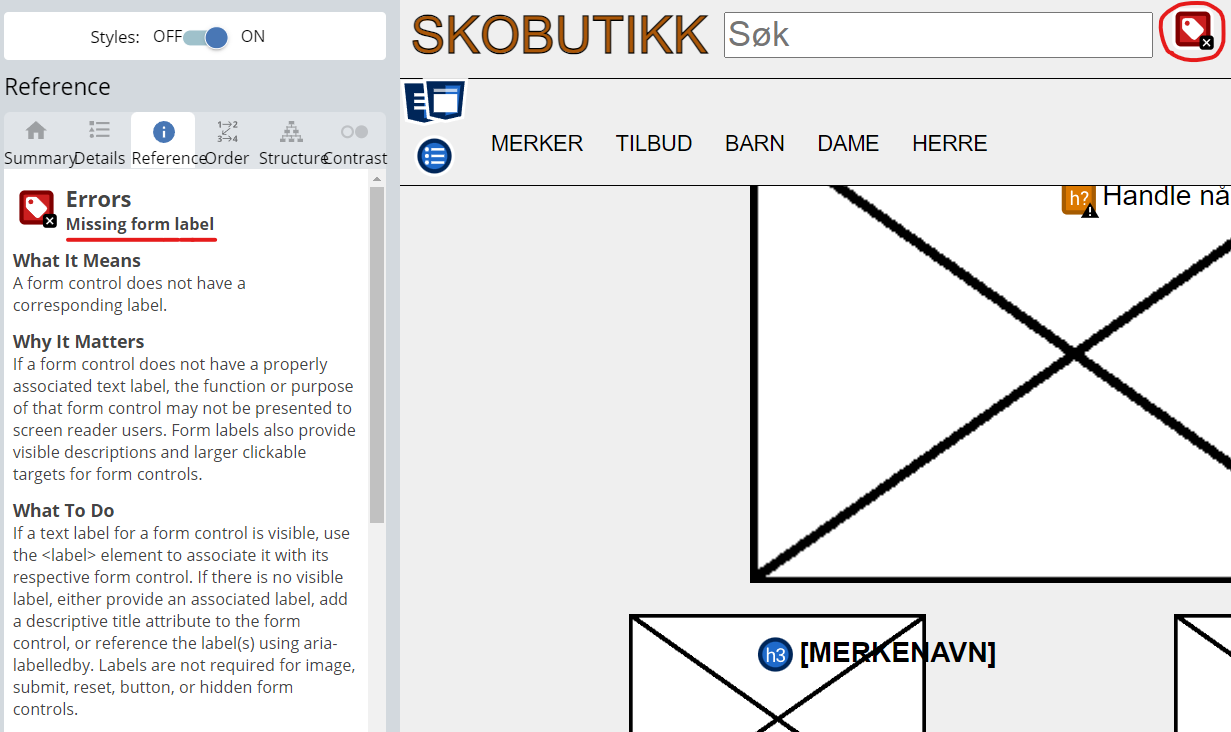 Styles: OFF ON
Reference
Summary Details Reference Order Structure Contrast
Errors
Missing form label
What It Means
A form control does not have a
corresponding label.
Why It Matters
If a form control does not have a properly
associated text label, the function or purpose
of that form control may not be presented to
screen reader users. Form labels also provide
visible descriptions and larger clickable
targets for form controls.
What To Do
If a text label for a form control is visible, use
the <label> element to associate it with its
respective form control. If there is no visible
label, either provide an associated label, add
a descriptive title attribute to the form
control, or reference the label(s) using aria-
labelledby. Labels are not required for image,
submit, reset, button, or hidden form
controls.
SKOBUTIKK
Søk
MERKER TILBUD BARN DAME HERRE
h? Handle nå
h3 [MERKENAVN]